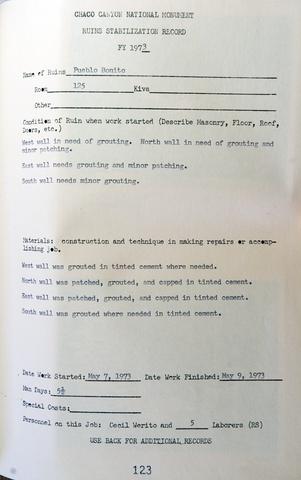 CHACO CANYON NATIONAL MONUMENT
RUINS STABILIZATION RECORD
FY 1973
Name of Ruins Pueblo Bonito
Room 125 Kiva
Other
Condition of Ruin when work started (Describe Masonry, Floor, Roof,
Doors, etc.)
West wall in need of grouting. North wall in need of grouting and
minor patching.
East wall needs grouting and minor patching.
South wall needs minor grouting.
Materials: construction and technique in making repairs or accomp-
lishing job.
West wall was grouted in tinted cement where needed.
North wall was patched, grouted, and capped in tinted cement.
East wall was patched, grouted, and capped in tinted cement.
South wall was grouted where needed in tinted cement.
Date Work Started: May 7, 1973 Date Work Finished: May 9, 1973
Man Days: 5½
Special Costs:
Personnel on this Job: Cecil Werito and 5 Laborers (RS)
USE BACK FOR ADDITIONAL RECORDS
123